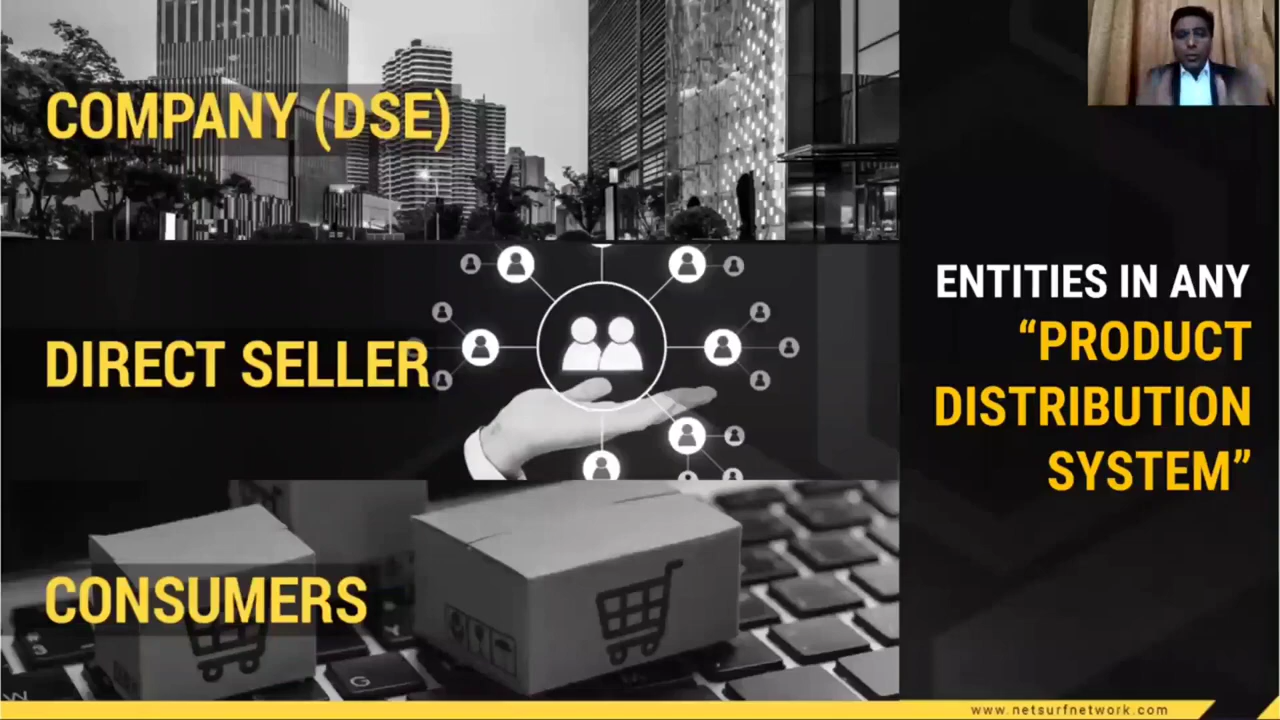 COMPANY (DSE)
DIRECT SELLER
CONSUMERS
ENTITIES IN ANY
“PRODUCT
DISTRIBUTION
SYSTEM”
G
www.netsurfnetwork.com